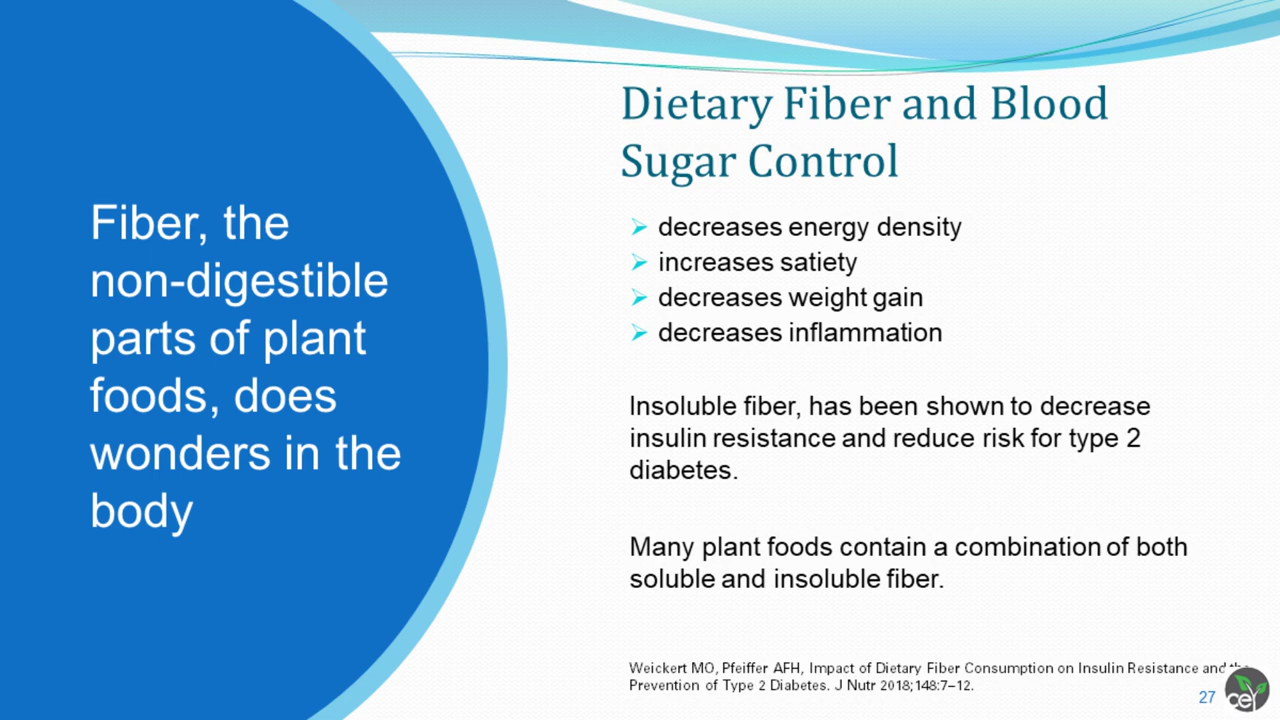 Fiber, the
non-digestible
parts of plant
foods, does
wonders in the
body
Dietary Fiber and Blood
Sugar Control
decreases energy density
increases satiety
decreases weight gain
decreases inflammation
Insoluble fiber, has been shown to decrease
insulin resistance and reduce risk for type 2
diabetes.
Many plant foods contain a combination of both
soluble and insoluble fiber.
Weickert MO, Pfeiffer AFH, Impact of Dietary Fiber Consumption on Insulin Resistance and the
Prevention of Type 2 Diabetes. J Nutr 2018;148:7–12.
27